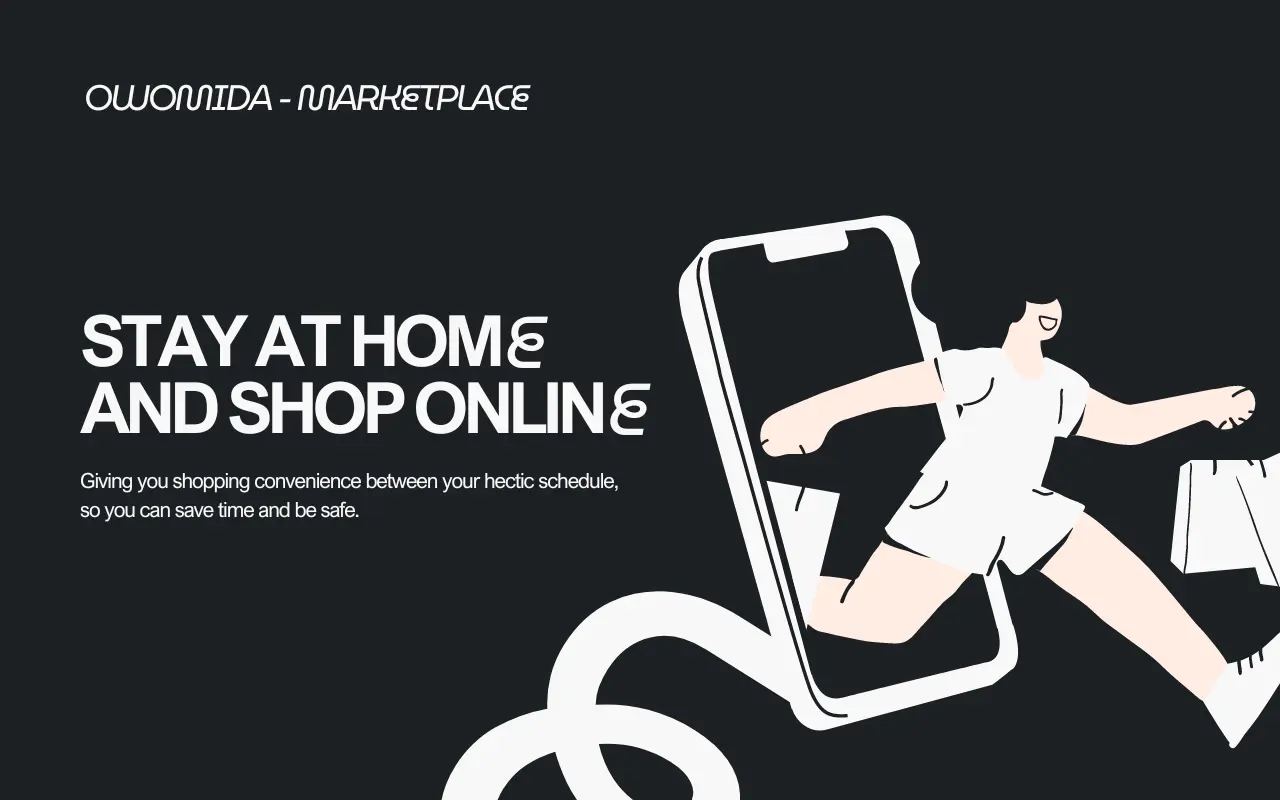 OWOMIDA - MARKETPLACE
STAY AT HOME
AND SHOP ONLINE
Giving you shopping convenience between your hectic schedule,
so you can save time and be safe.